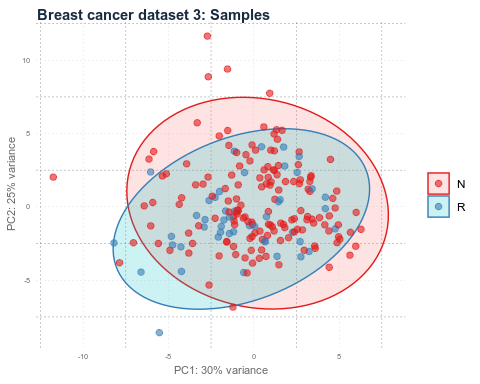 Breast cancer dataset 3: Samples
10
5
0
-5
-10
-5
0
5
PC1: 30% variance
PC2: 25% variance
N
R